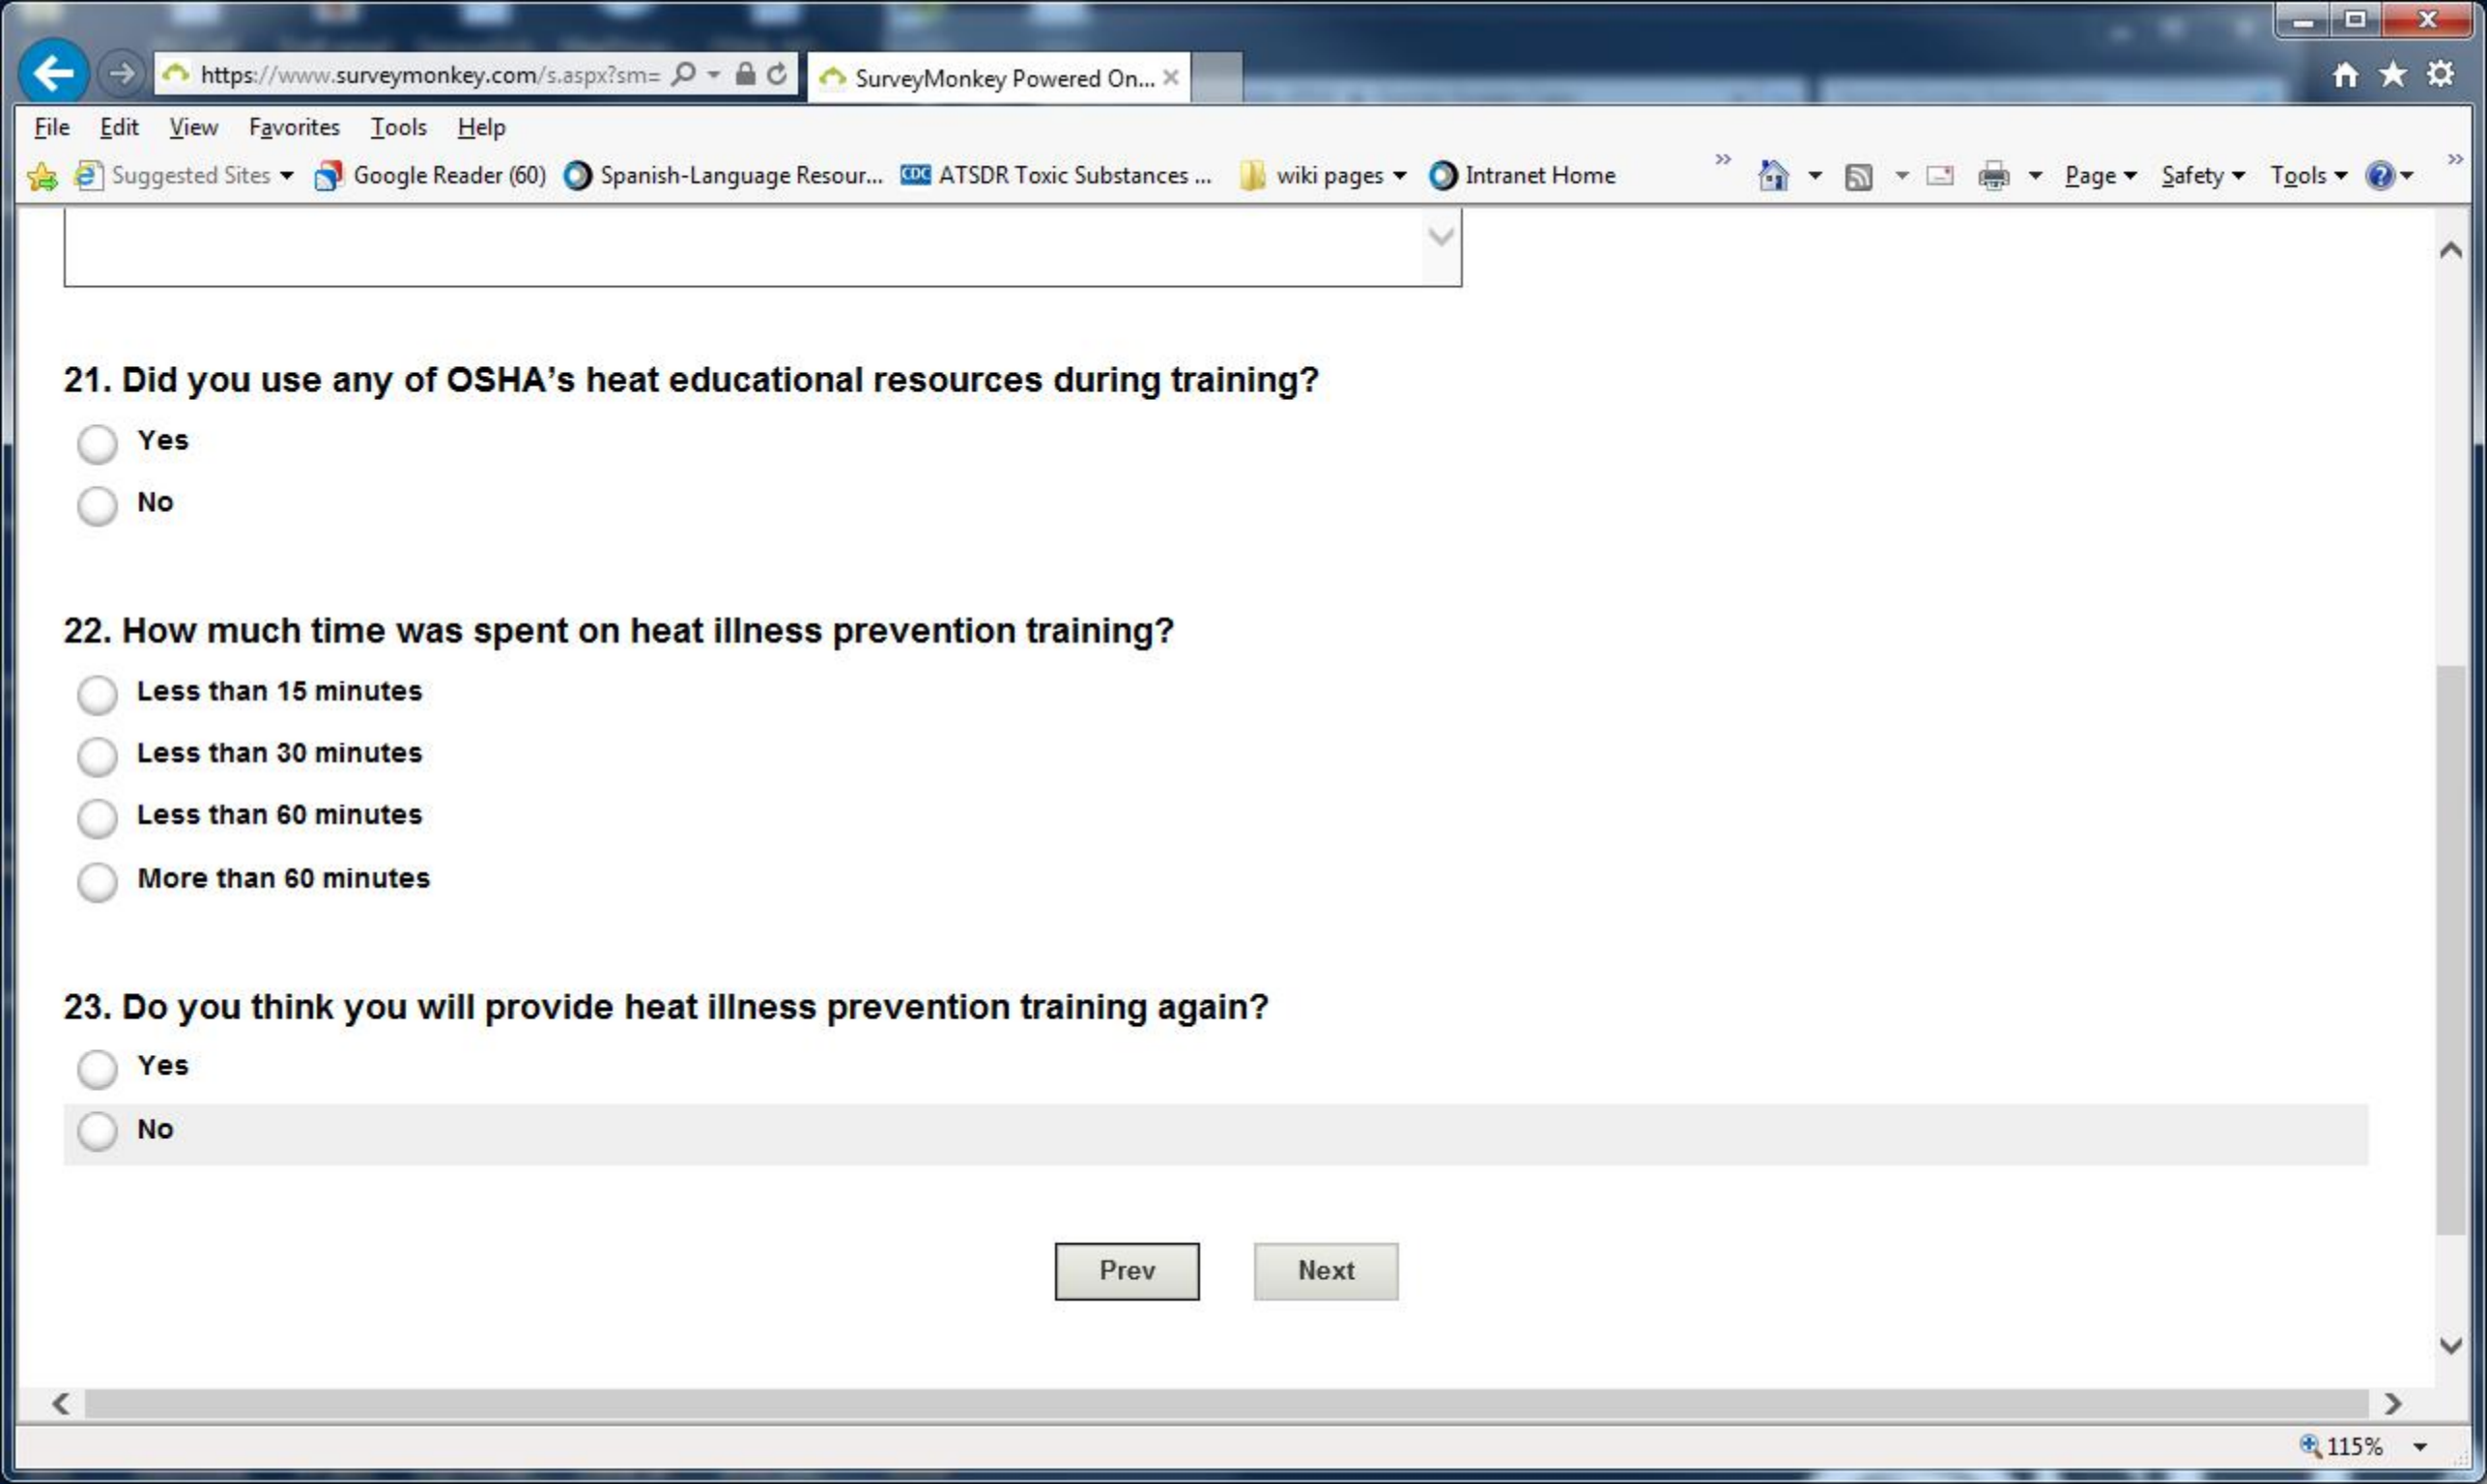 https://www.surveymonkey.com/s.aspx?sm=
SurveyMonkey Powered On...
File Edit View Favorites Tools Help
Suggested Sites Google Reader (60) Spanish-Language Resour... CDC ATSDR Toxic Substances ... wiki pages Intranet Home » Page Safety Tools »
21. Did you use any of OSHA’s heat educational resources during training?
Yes
No
22. How much time was spent on heat illness prevention training?
Less than 15 minutes
Less than 30 minutes
Less than 60 minutes
More than 60 minutes
23. Do you think you will provide heat illness prevention training again?
Yes
No
Prev Next
115%